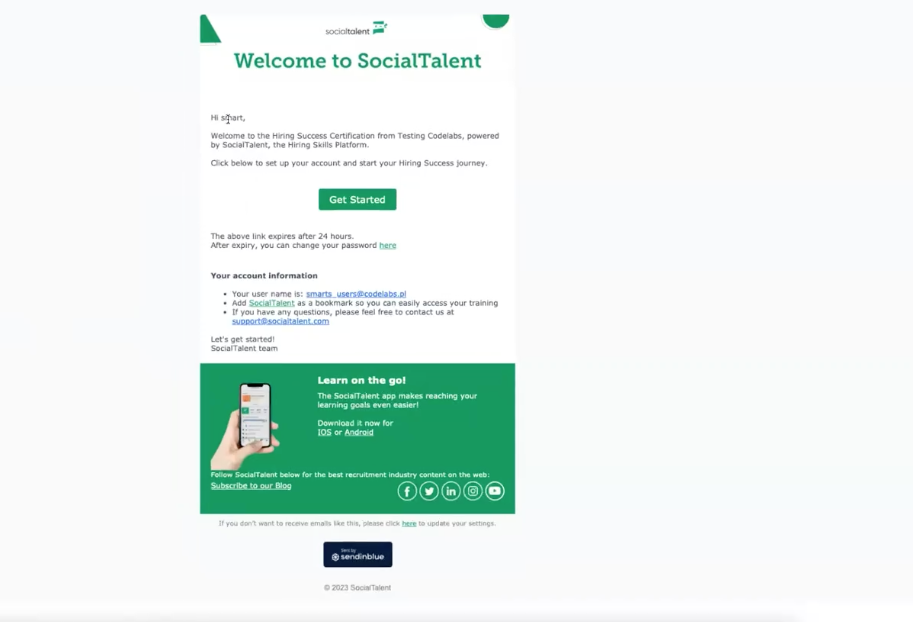 socialtalent
Welcome to SocialTalent
Hi smart,
Welcome to the Hiring Success Certification from Testing Codelabs, powered
by SocialTalent, the Hiring Skills Platform.
Click below to set up your account and start your Hiring Success journey.
Get Started
The above link expires after 24 hours.
After expiry, you can change your password here
Your account information
• Your user name is: smarts_users@codelabs.pl
• Add SocialTalent as a bookmark so you can easily access your training
• If you have any questions, please feel free to contact us at
support@socialtalent.com
Let's get started!
SocialTalent team
Learn on the go!
The SocialTalent app makes reaching your
learning goals even easier!
Download it now for
IOS or Android
Follow SocialTalent below for the best recruitment industry content on the web:
Subscribe to our Blog
If you don't want to receive emails like this, please click here to update your settings.
Sent by
sendinblue
© 2023 SocialTalent